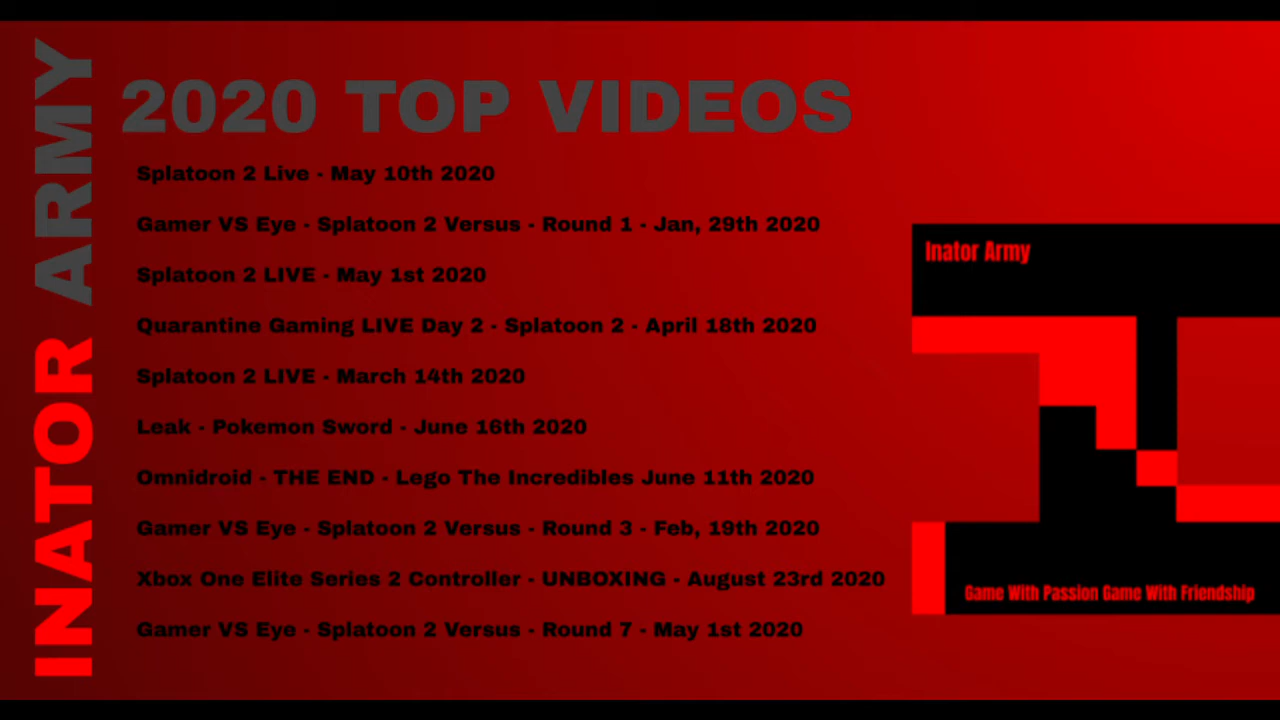 INATOR ARMY
2020 TOP VIDEOS
Splatoon 2 Live - May 10th 2020
Gamer VS Eye - Splatoon 2 Versus - Round 1 - Jan, 29th 2020
Splatoon 2 LIVE - May 1st 2020
Quarantine Gaming LIVE Day 2 - Splatoon 2 - April 18th 2020
Splatoon 2 LIVE - March 14th 2020
Leak - Pokemon Sword - June 16th 2020
Omnidroid - THE END - Lego The Incredibles June 11th 2020
Gamer VS Eye - Splatoon 2 Versus - Round 3 - Feb, 19th 2020
Xbox One Elite Series 2 Controller - UNBOXING - August 23rd 2020
Gamer VS Eye - Splatoon 2 Versus - Round 7 - May 1st 2020
Inator Army
Game With Passion Game With Friendship